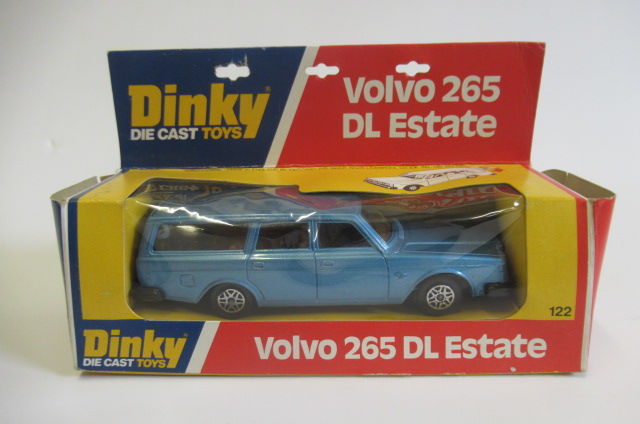 Dinky
DIE CAST TOYS
Volvo 265
DL Estate
122
Dinky
DIE CAST TOYS
Volvo 265 DL Estate